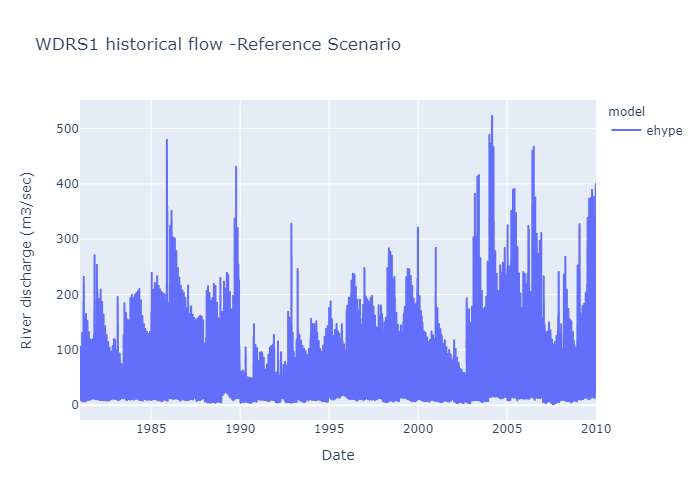 WDRS1 historical flow -Reference Scenario
model
ehype
River discharge (m3/sec)
500
400
300
200
100
0
1985 1990 1995 2000 2005 2010
Date